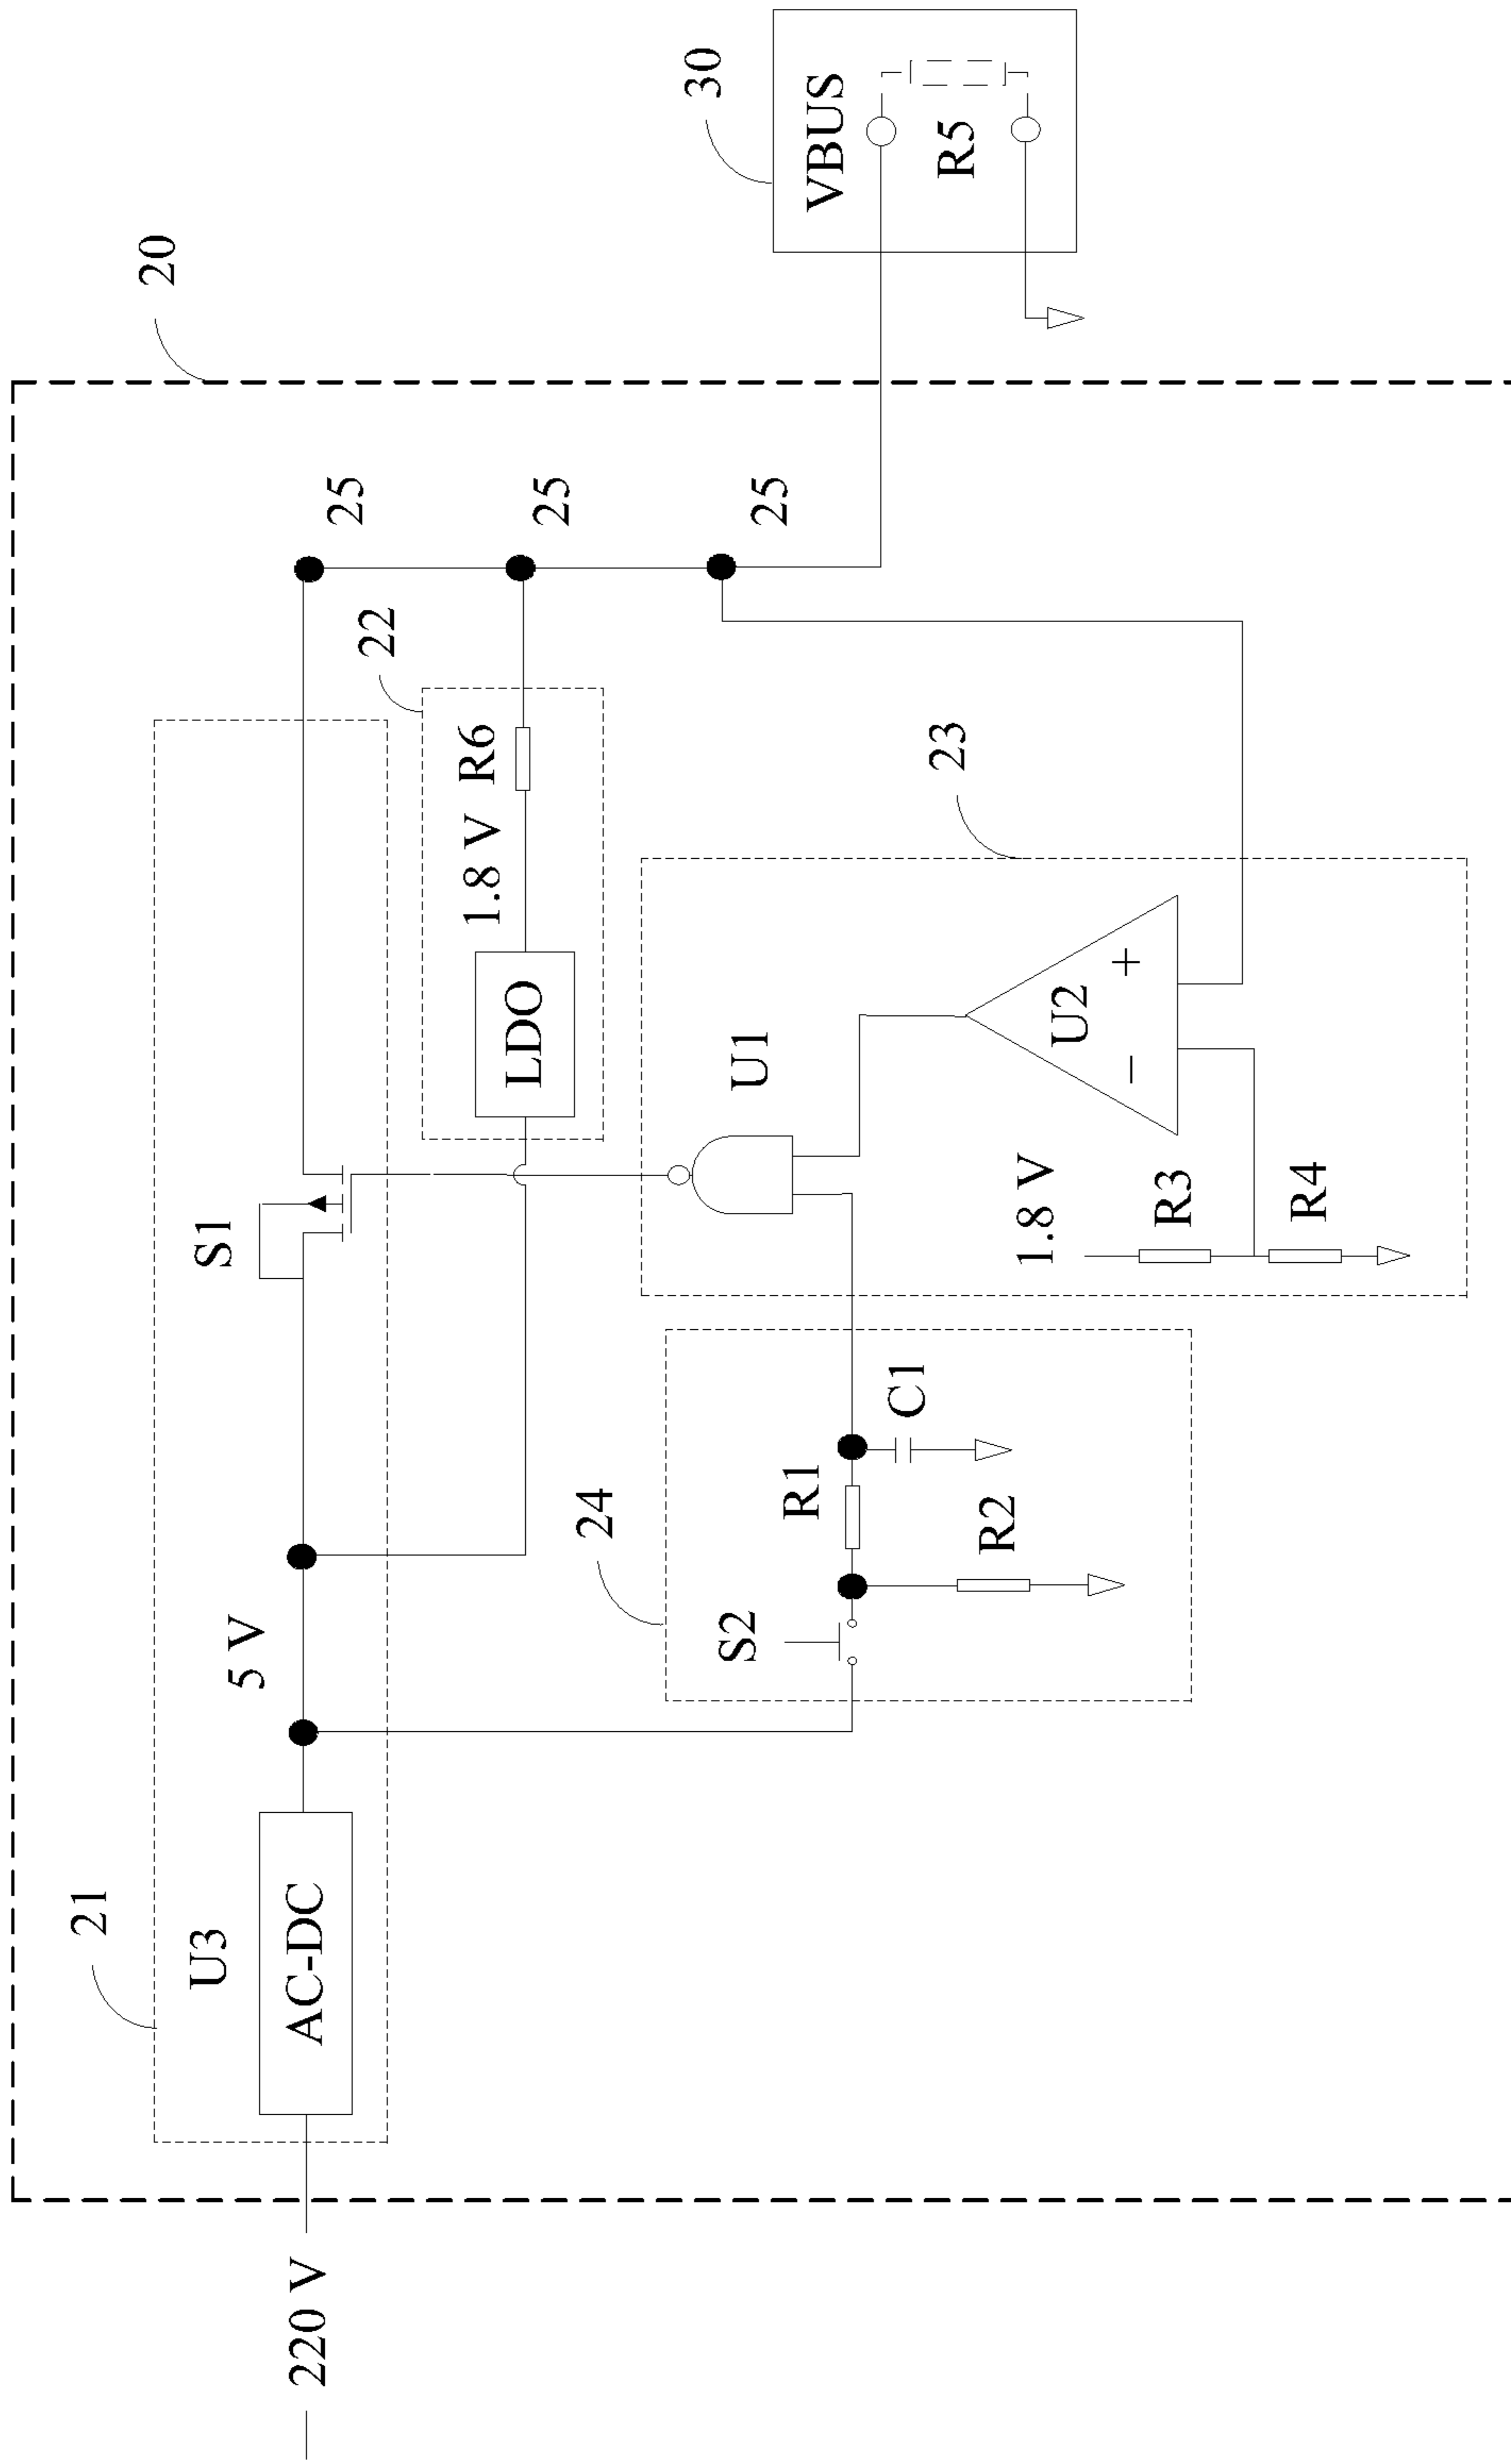 20
21
U3
AC-DC
220 V
5 V
S1
25
22
1.8 V
R6
LDO
25
30
VBUS
R5
25
24
S2
R1
C1
R2
U1
23
U2
+
−
1.8 V
R3
R4